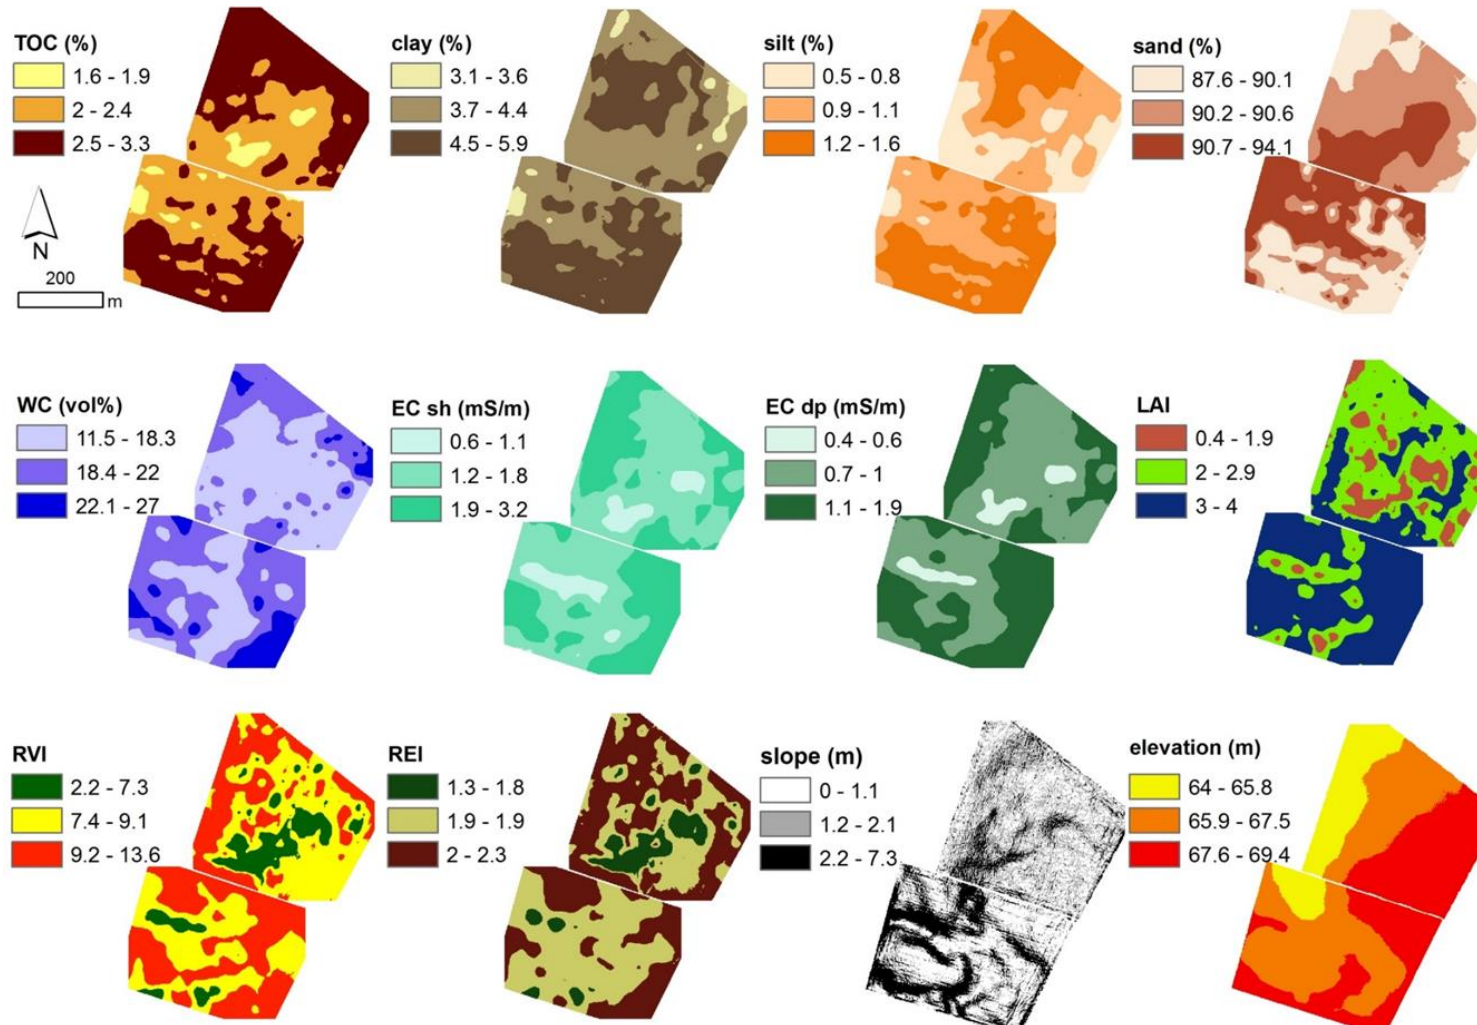 TOC (%)
1.6 - 1.9
2 - 2.4
2.5 - 3.3
N
200
m
clay (%)
3.1 - 3.6
3.7 - 4.4
4.5 - 5.9
silt (%)
0.5 - 0.8
0.9 - 1.1
1.2 - 1.6
sand (%)
87.6 - 90.1
90.2 - 90.6
90.7 - 94.1
WC (vol%)
11.5 - 18.3
18.4 - 22
22.1 - 27
EC sh (mS/m)
0.6 - 1.1
1.2 - 1.8
1.9 - 3.2
EC dp (mS/m)
0.4 - 0.6
0.7 - 1
1.1 - 1.9
LAI
0.4 - 1.9
2 - 2.9
3 - 4
RVI
2.2 - 7.3
7.4 - 9.1
9.2 - 13.6
REI
1.3 - 1.8
1.9 - 1.9
2 - 2.3
slope (m)
0 - 1.1
1.2 - 2.1
2.2 - 7.3
elevation (m)
64 - 65.8
65.9 - 67.5
67.6 - 69.4